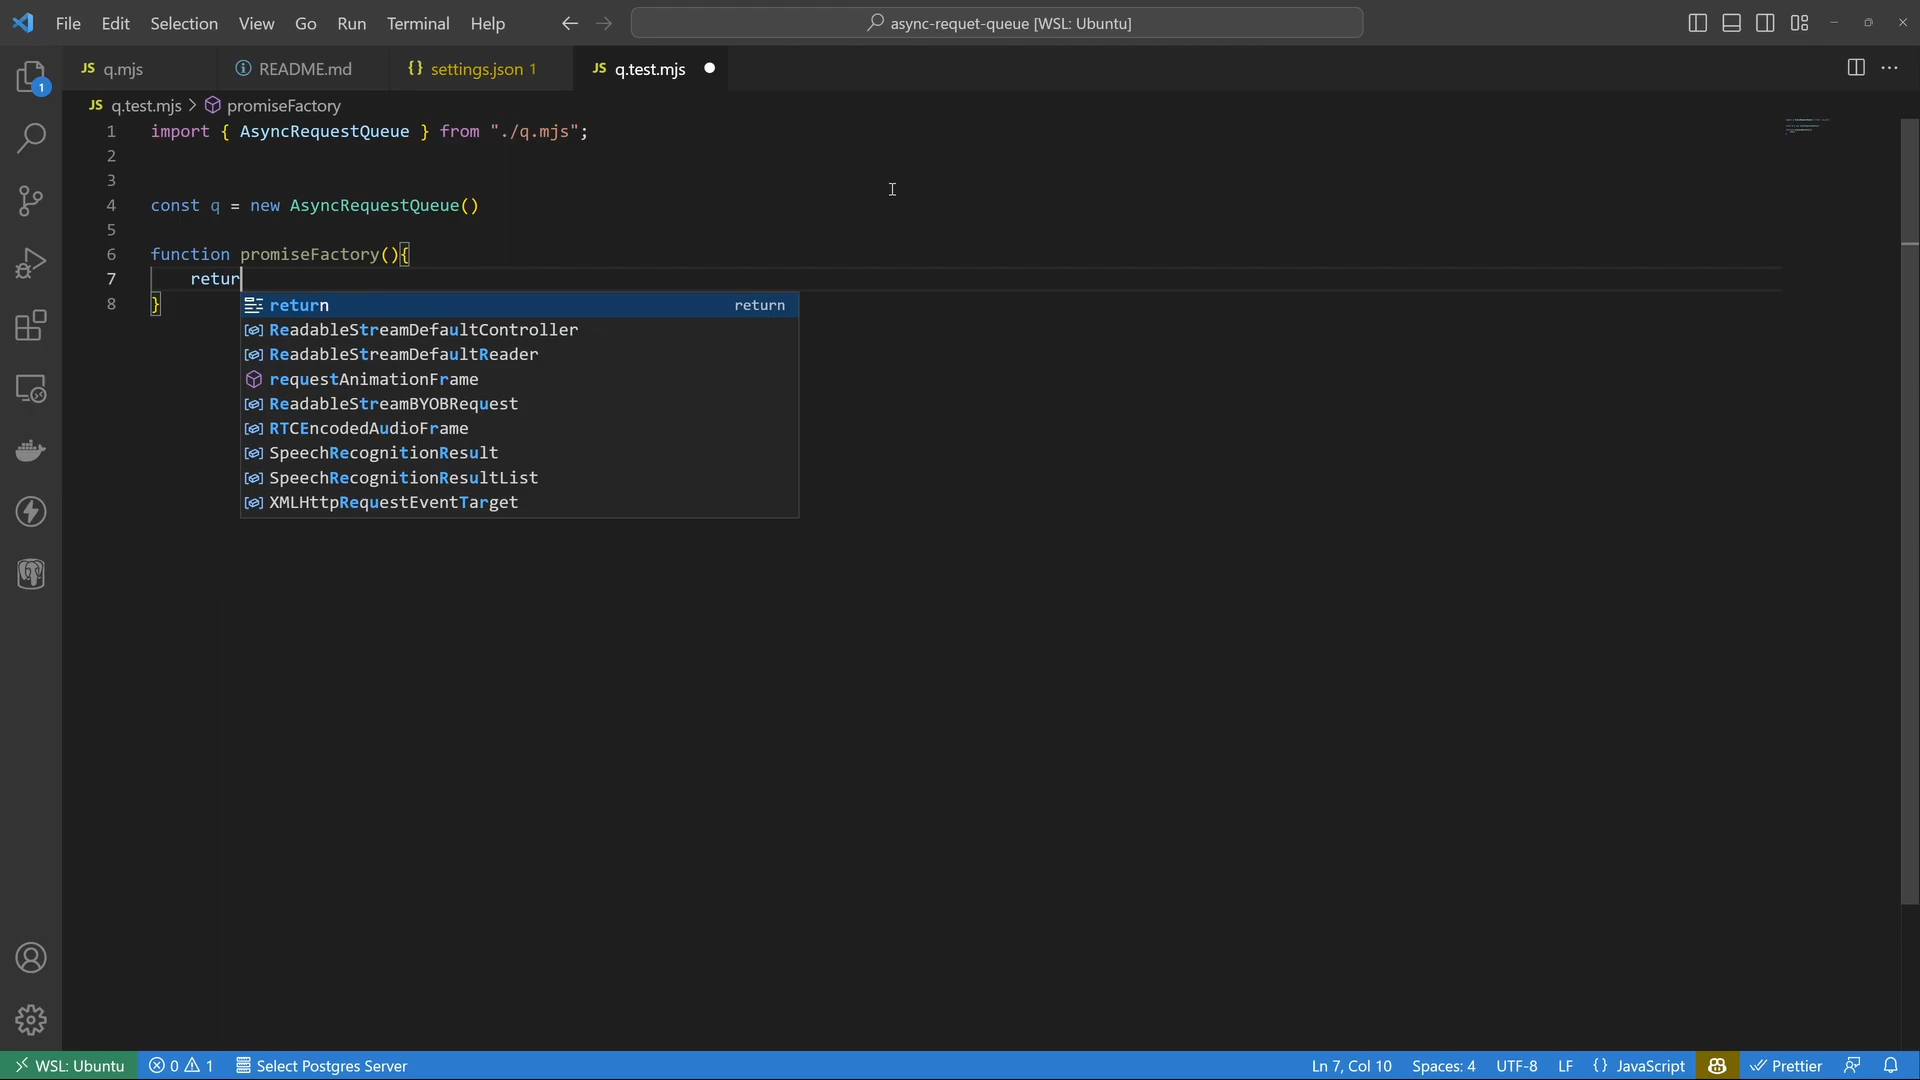 File Edit Selection View Go Run Terminal Help
async-requet-queue [WSL: Ubuntu]
JS q.mjs
README.md
{} settings.json 1
JS q.test.mjs
JS q.test.mjs > promiseFactory
1 import { AsyncRequestQueue } from "./q.mjs";
2
3
4 const q = new AsyncRequestQueue()
5
6 function promiseFactory(){
7 retur
8 }
return return
ReadableStreamDefaultController
ReadableStreamDefaultReader
requestAnimationFrame
ReadableStreamBYOBRequest
RTCEncodedAudioFrame
SpeechRecognitionResult
SpeechRecognitionResultList
XMLHttpRequestEventTarget
1
WSL: Ubuntu 0 1 Select Postgres Server Ln 7, Col 10 Spaces: 4 UTF-8 LF {} JavaScript Prettier